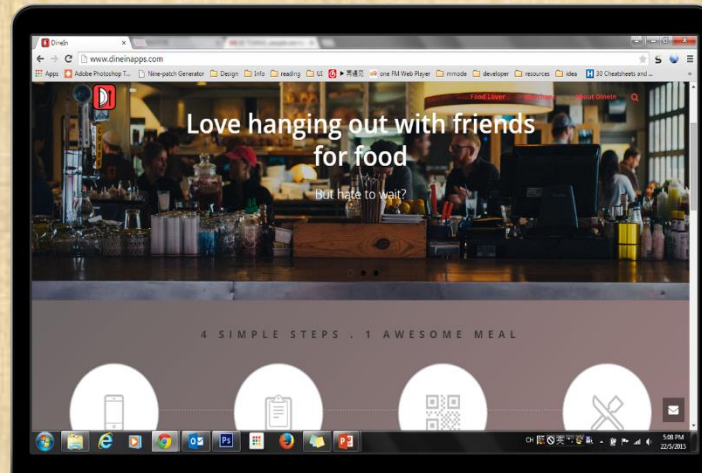 DineIn
www.dineinapps.com
Apps Adobe Photoshop T... Nine-patch Generator Design Info reading UI one FM Web Player mmode developer resources idea 30 Cheatsheets and ...
Food Lover About DineIn
Love hanging out with friends
for food
But hate to wait?
4 SIMPLE STEPS . 1 AWESOME MEAL
CH
5:08 PM
22/5/2015